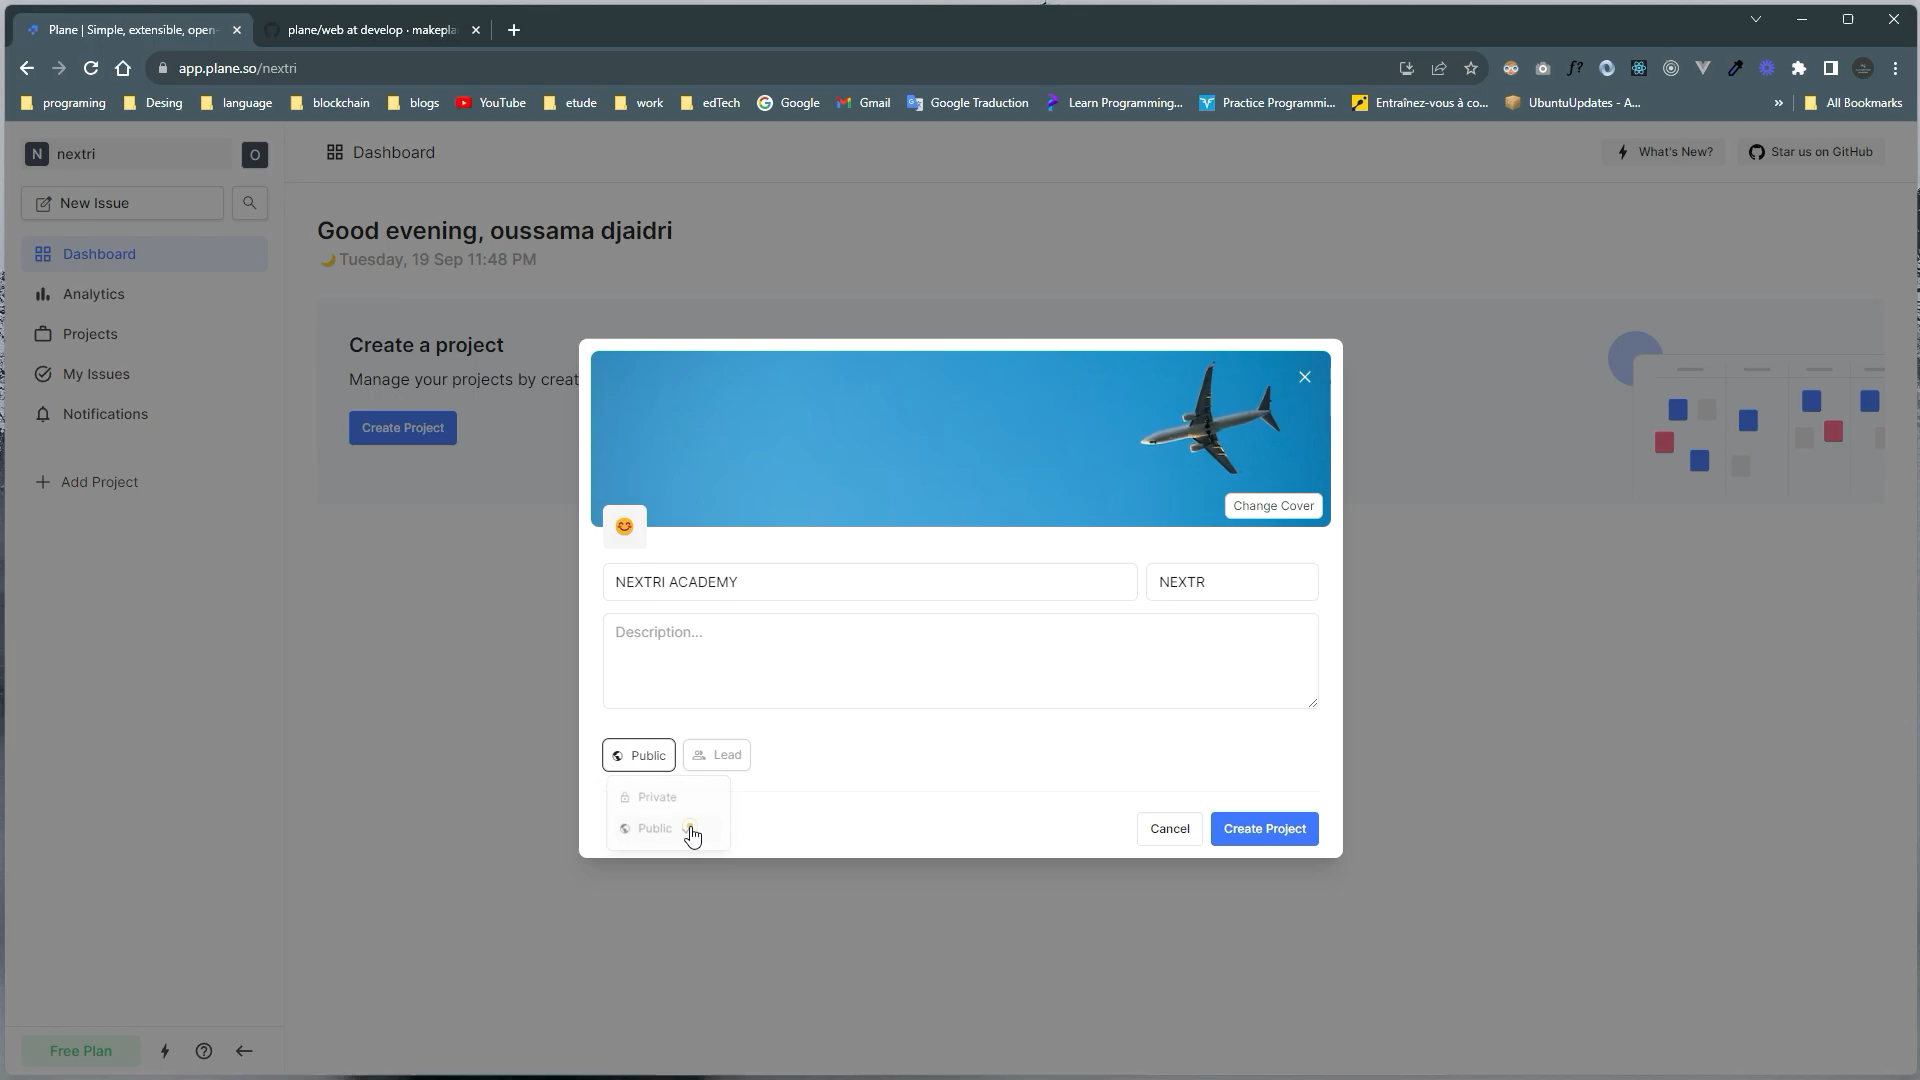 Plane | Simple, extensible, open-
plane/web at develop · makepla
app.plane.so/nextri
programing
Desing
language
blockchain
blogs
YouTube
etude
work
edTech
Google
Gmail
Google Traduction
Learn Programming...
Practice Programmi...
Entraînez-vous à co...
UbuntuUpdates - A...
»
All Bookmarks
N
nextri
O
Dashboard
What's New?
Star us on GitHub
New Issue
Dashboard
Analytics
Projects
My Issues
Notifications
Add Project
Good evening, oussama djaidri
Tuesday, 19 Sep 11:48 PM
Create a project
Manage your projects by creat
Create Project
Change Cover
NEXTRI ACADEMY
NEXTR
Description...
Public
Lead
Private
Public
Cancel
Create Project
Free Plan